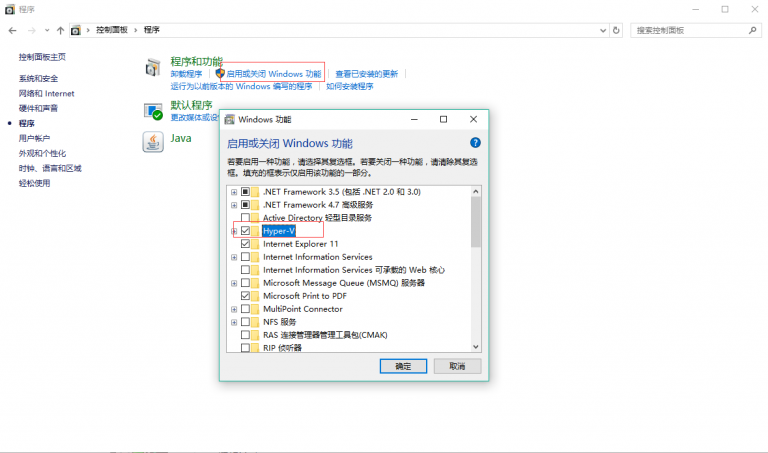 程序
控制面板 程序
搜索控制面板
控制面板主页
系统和安全
网络和 Internet
硬件和声音
程序
用户帐户
外观和个性化
时钟、语言和区域
轻松使用
程序和功能
卸载程序 启用或关闭 Windows 功能 查看已安装的更新
运行为以前版本的 Windows 编写的程序 如何安装程序
默认程序
更改媒体或设
Java
Windows 功能
启用或关闭 Windows 功能
若要启用一种功能，请选择其复选框。若要关闭一种功能，请清除其复选
框。填充的框表示仅启用该功能的一部分。
.NET Framework 3.5 (包括 .NET 2.0 和 3.0)
.NET Framework 4.7 高级服务
Active Directory 轻型目录服务
Hyper-V
Internet Explorer 11
Internet Information Services
Internet Information Services 可承载的 Web 核心
Microsoft Message Queue (MSMQ) 服务器
Microsoft Print to PDF
MultiPoint Connector
NFS 服务
RAS 连接管理器管理工具包(CMAK)
RIP 侦听器
确定 取消